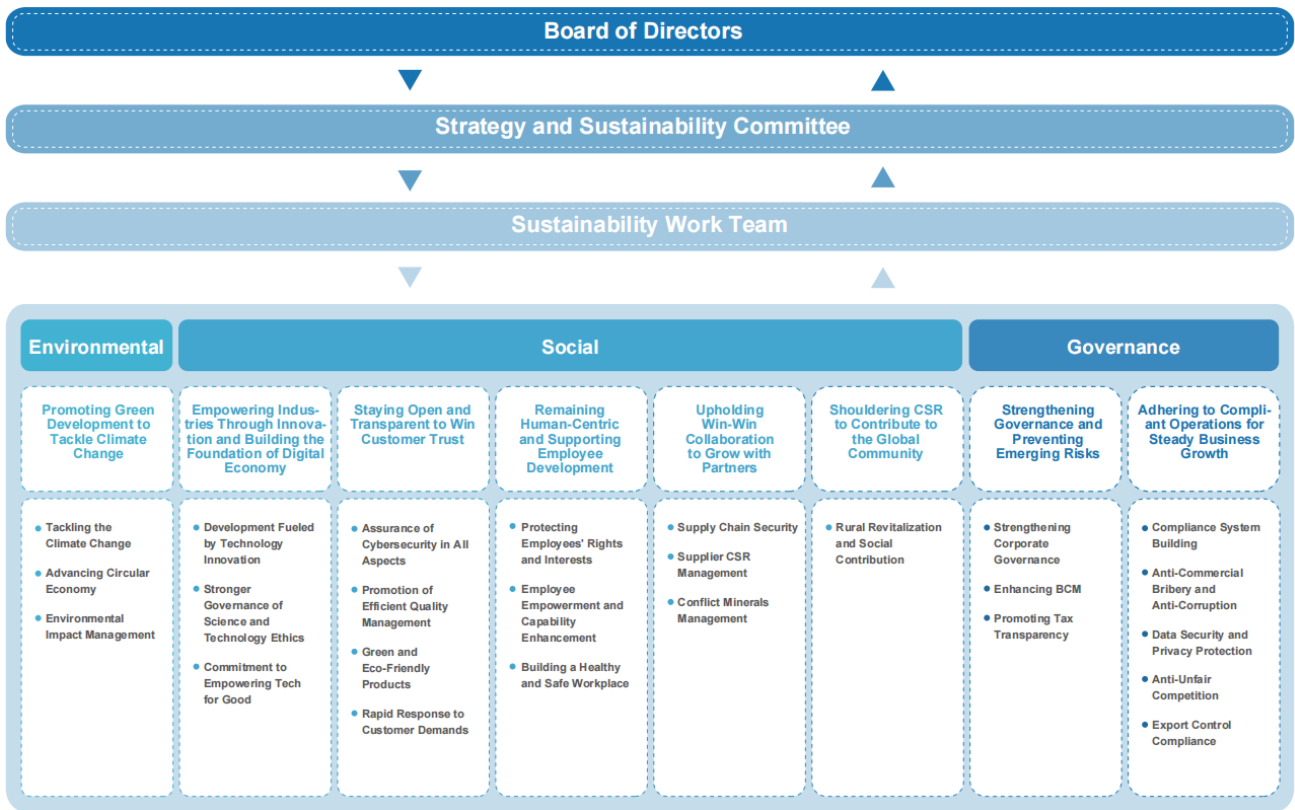 Board of Directors
Strategy and Sustainability Committee
Sustainability Work Team
Environmental
Social
Governance
Promoting Green
Development to
Tackle Climate
Change
Empowering Indus-
tries Through Innova-
tion and Building the
Foundation of Digital
Economy
Staying Open and
Transparent to Win
Customer Trust
Remaining
Human-Centric
and Supporting
Employee
Development
Upholding
Win-Win
Collaboration
to Grow with
Partners
Shouldering CSR
to Contribute to
the Global
Community
Strengthening
Governance and
Preventing
Emerging Risks
Adhering to Compli-
ant Operations for
Steady Business
Growth
• Tackling the
Climate Change
• Advancing Circular
Economy
• Environmental
Impact Management
• Development Fueled
by Technology
Innovation
• Stronger
Governance of
Science and
Technology Ethics
• Commitment to
Empowering Tech
for Good
• Assurance of
Cybersecurity in All
Aspects
• Promotion of
Efficient Quality
Management
• Green and
Eco-Friendly
Products
• Rapid Response to
Customer Demands
• Protecting
Employees' Rights
and Interests
• Employee
Empowerment and
Capability
Enhancement
• Building a Healthy
and Safe Workplace
• Supply Chain Security
• Supplier CSR
Management
• Conflict Minerals
Management
• Rural Revitalization
and Social
Contribution
• Strengthening
Corporate
Governance
• Enhancing BCM
• Promoting Tax
Transparency
• Compliance System
Building
• Anti-Commercial
Bribery and
Anti-Corruption
• Data Security and
Privacy Protection
• Anti-Unfair
Competition
• Export Control
Compliance